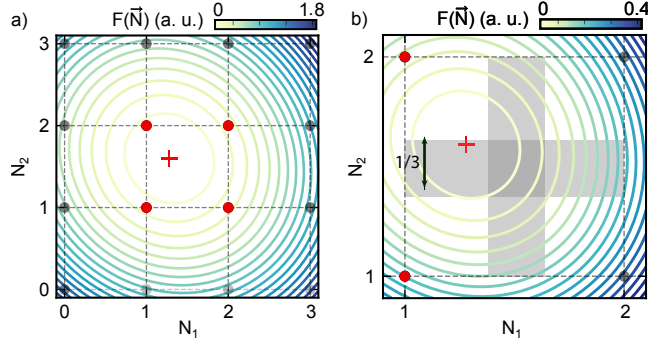 a) F(N⃗) (a. u.) 0 1.8
3
2
1
0
N₂
0 1 2 3
N₁
b) F(N⃗) (a. u.) 0 0.4
2
1/3
1
N₂
1 2
N₁